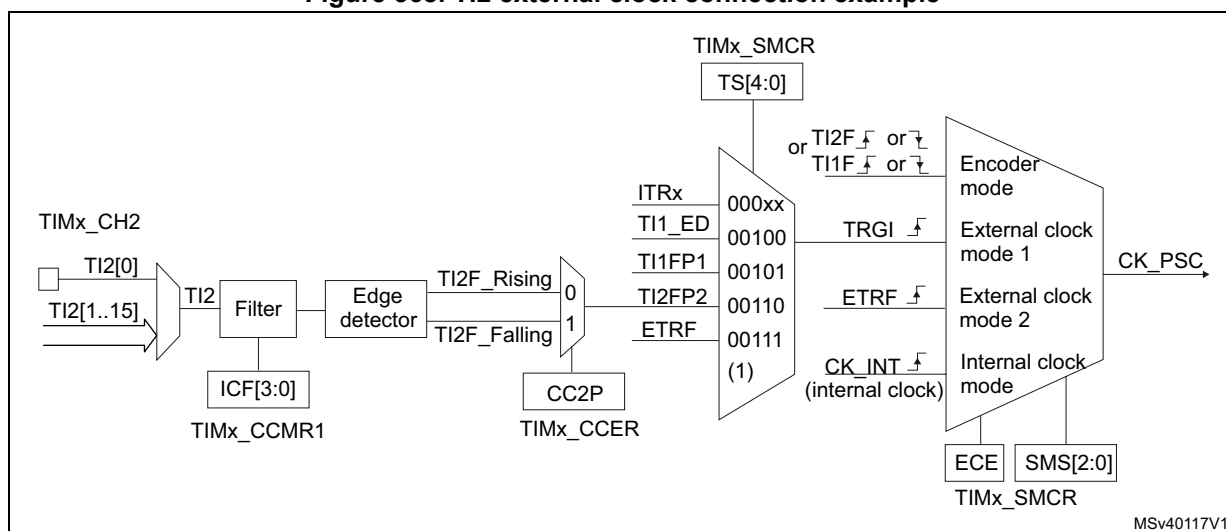 TIMx_SMCR
TS[4:0]
or TI2F or
TI1F or
Encoder
mode
ITRx
000xx
TIMx_CH2
TI1_ED
00100
TRGI
External clock
mode 1
CK_PSC
TI2[0]
TI1FP1
00101
TI2F_Rising
0
TI2[1..15]
TI2
Filter
Edge
detector
TI2FP2
00110
ETRF
External clock
mode 2
1
TI2F_Falling
ETRF
00111
(1)
CK_INT
(internal clock)
Internal clock
mode
ICF[3:0]
CC2P
TIMx_CCMR1
TIMx_CCER
ECE
SMS[2:0]
TIMx_SMCR
MSv40117V1